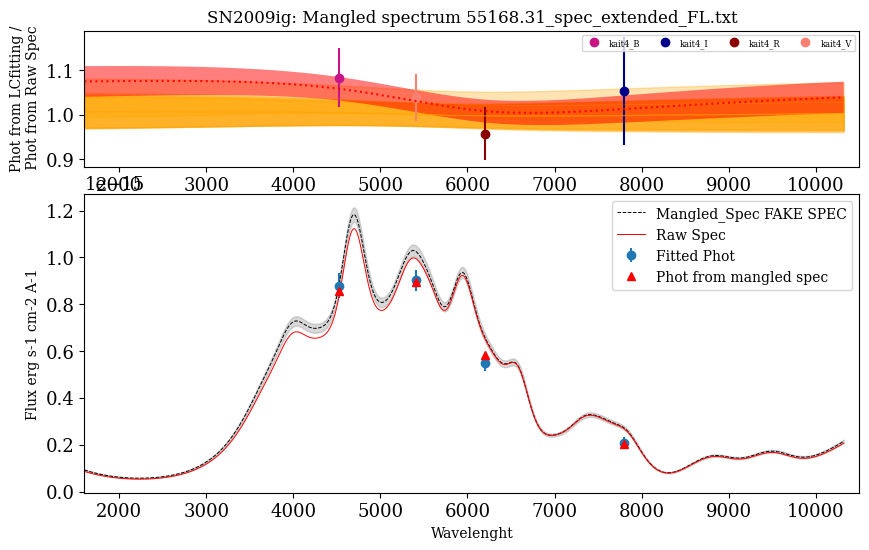 SN2009ig: Mangled spectrum 55168.31_spec_extended_FL.txt
Phot from LCfitting /
Phot from Raw Spec
kait4_B kait4_I kait4_R kait4_V
1.1
1.0
0.9
2000 3000 4000 5000 6000 7000 8000 9000 10000
1e−15
Mangled_Spec FAKE SPEC
Raw Spec
Fitted Phot
Phot from mangled spec
Flux erg s-1 cm-2 A-1
1.2
1.0
0.8
0.6
0.4
0.2
0.0
2000 3000 4000 5000 6000 7000 8000 9000 10000
Wavelenght